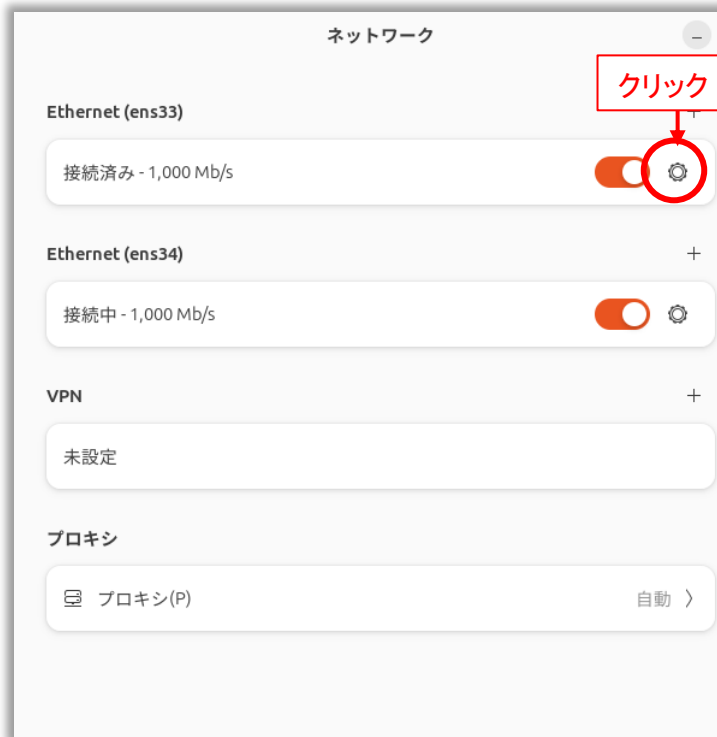 ネットワーク
クリック
Ethernet (ens33)
接続済み - 1,000 Mb/s
Ethernet (ens34)
接続中 - 1,000 Mb/s
VPN
未設定
プロキシ
プロキシ(P) 自動